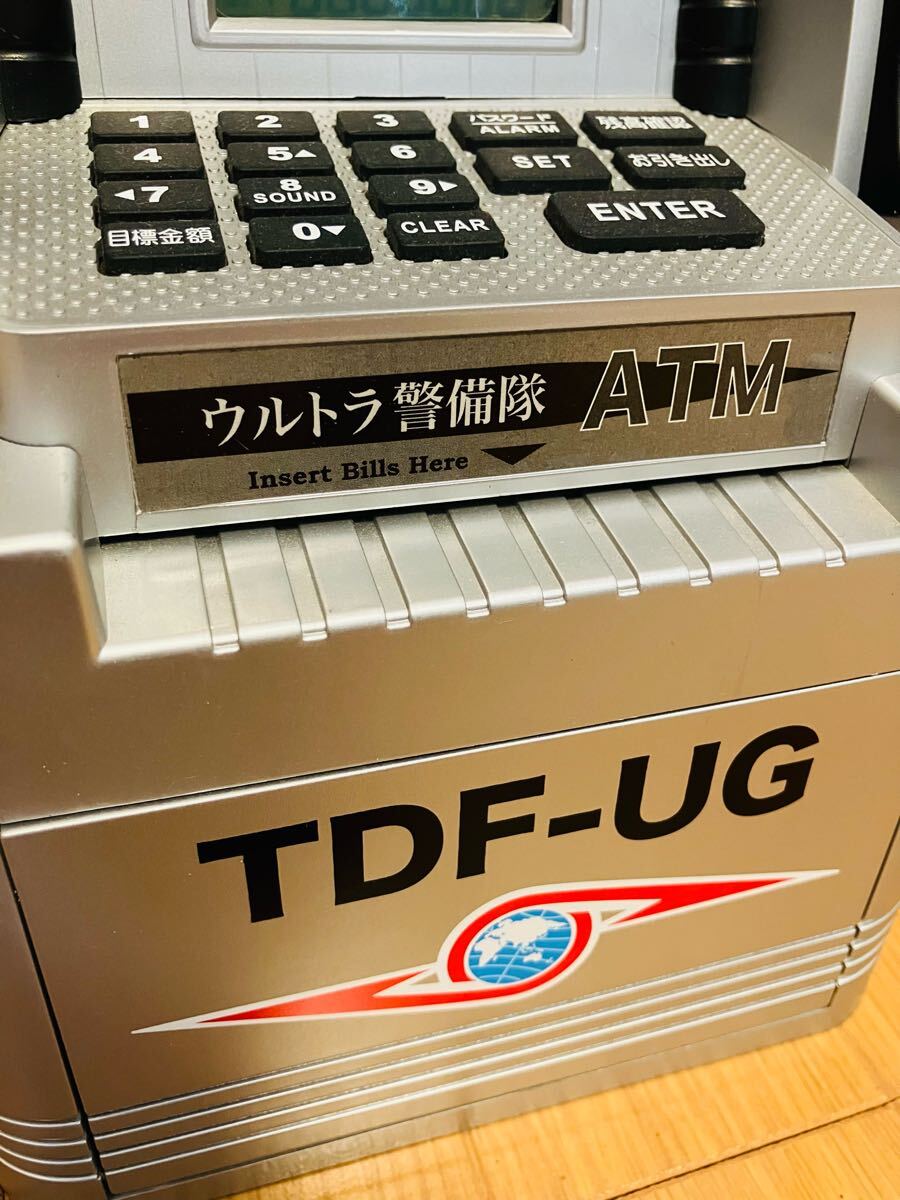 1 2 3 パスワード ALARM 残高確認
4 5▲ 6 SET お引き出し
◀7 8 SOUND 9▶ ENTER
目標金額 0▼ CLEAR
ウルトラ警備隊 ATM
Insert Bills Here
TDF-UG